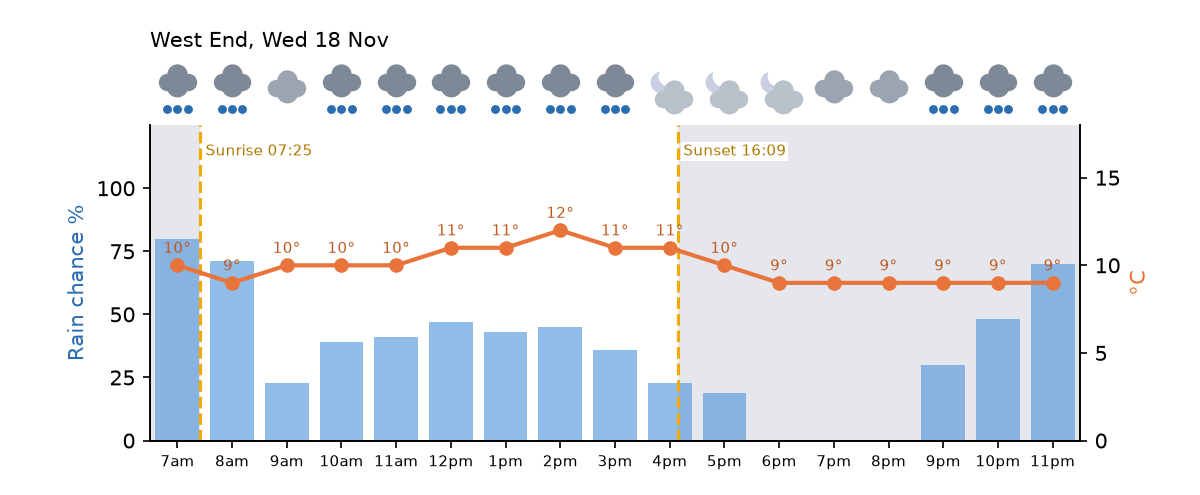 West End, Wed 18 Nov
Sunrise 07:25
Sunset 16:09
100
75
50
25
0
Rain chance %
15
10
5
0
°C
10° 9° 10° 10° 10° 11° 11° 12° 11° 11° 10° 9° 9° 9° 9° 9° 9°
7am 8am 9am 10am 11am 12pm 1pm 2pm 3pm 4pm 5pm 6pm 7pm 8pm 9pm 10pm 11pm